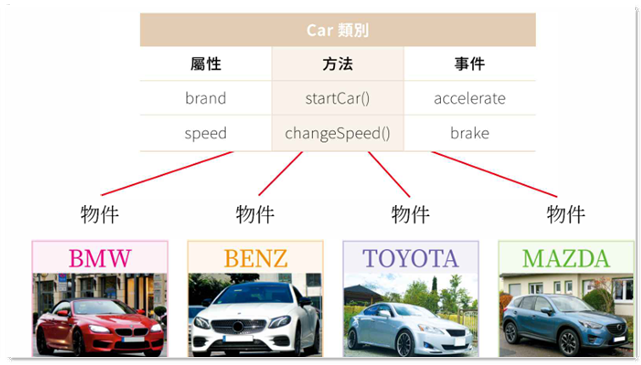 Car 類別
屬性 方法 事件
brand startCar() accelerate
speed changeSpeed() brake
物件 物件 物件 物件
BMW BENZ TOYOTA MAZDA